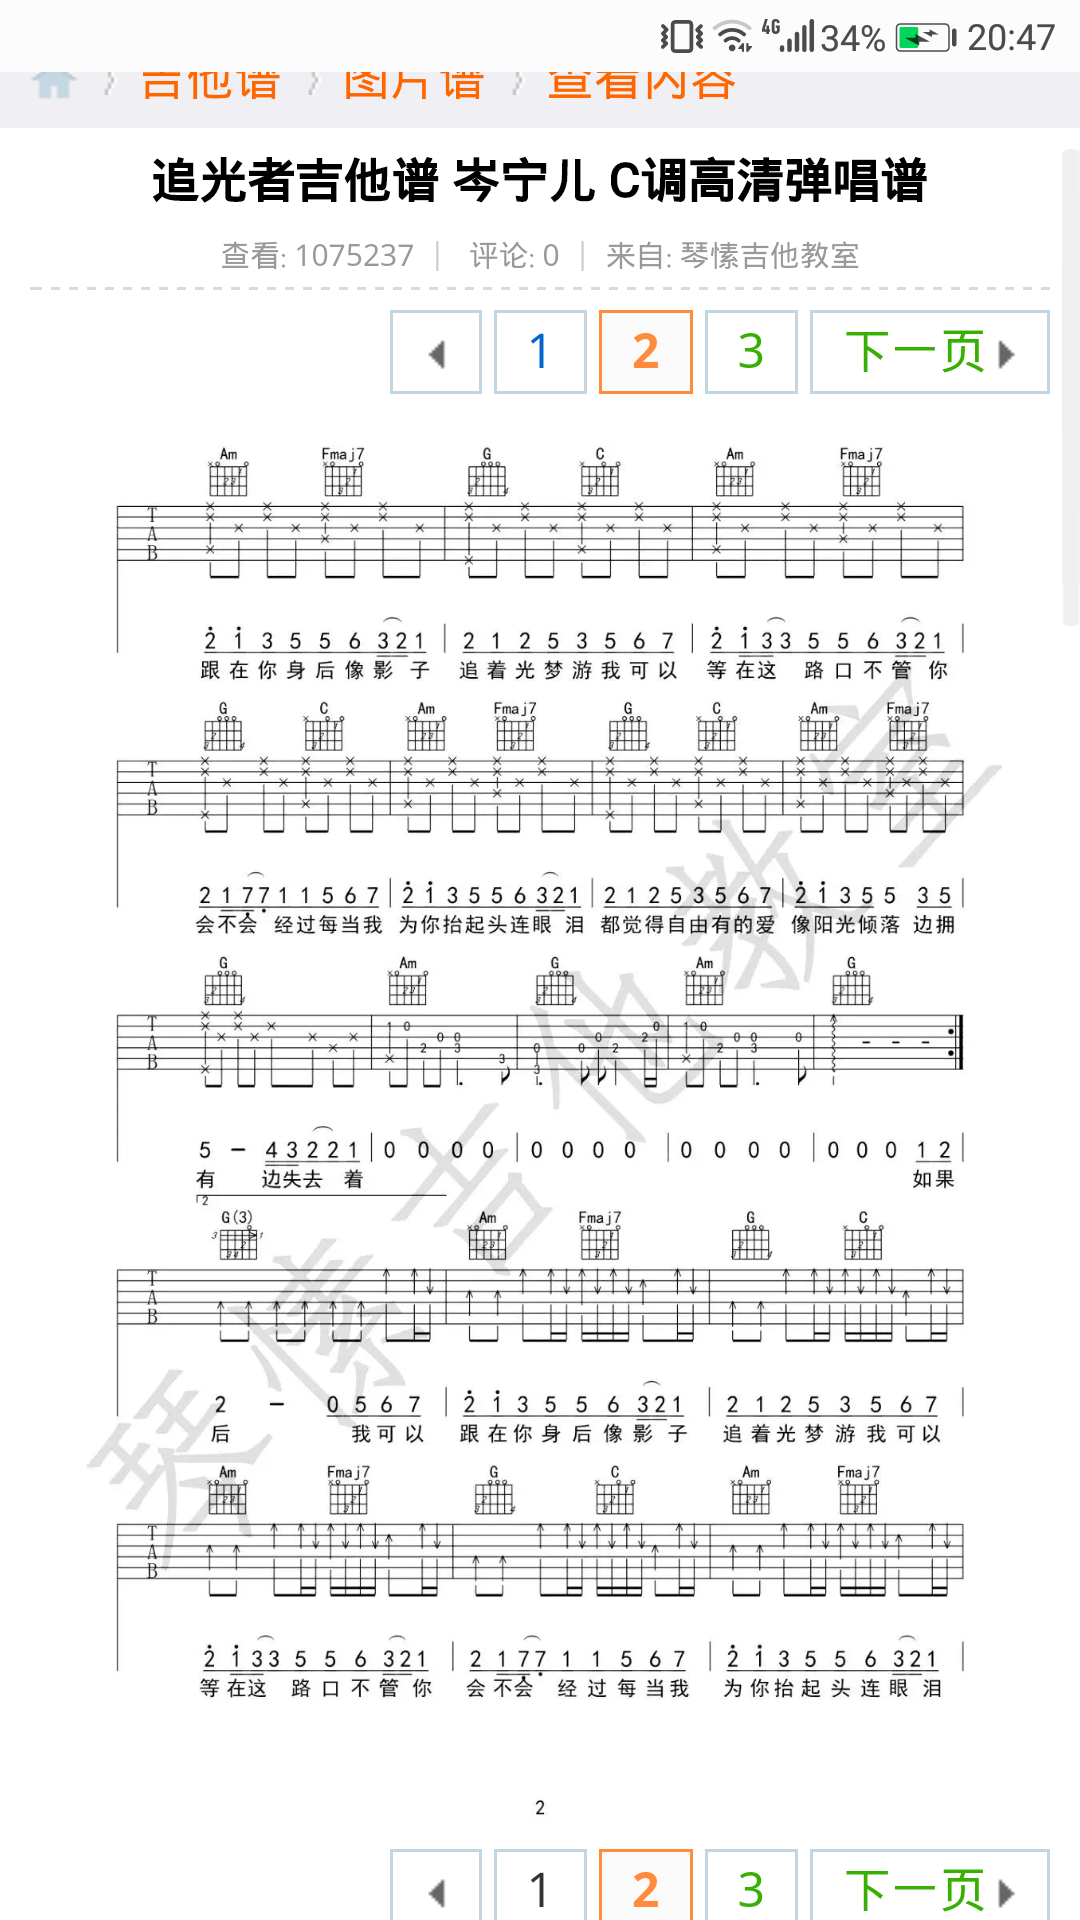 4G 34% 20:47
吉他谱 图片谱 查看内容
追光者吉他谱 岑宁儿 C调高清弹唱谱
查看: 1075237 | 评论: 0 | 来自: 琴愫吉他教室
1 2 3 下一页
Am Fmaj7 G C Am Fmaj7
T
A
B
2 1 3 5 5 6 3 2 1 | 2 1 2 5 3 5 6 7 | 2 1 3 3 5 5 6 3 2 1
跟在你身后像影 子 追着光梦游我可以 等在这 路口不管你
G C Am Fmaj7 G C Am Fmaj7
T
A
B
2 1 7 7 1 1 5 6 7 | 2 1 3 5 5 6 3 2 1 | 2 1 2 5 3 5 6 7 | 2 1 3 5 5 3 5
会不会 经过每当我 为你抬起头连眼 泪 都觉得自由有的爱 像阳光倾落 边拥
G Am G Am G
T
A
B
5 － 4 3 2 2 1 | 0 0 0 0 | 0 0 0 0 | 0 0 0 0 | 0 0 0 1 2
有 边失去 着 如果
2
G(3) Am Fmaj7 G C
T
A
B
2 － 0 5 6 7 | 2 1 3 5 5 6 3 2 1 | 2 1 2 5 3 5 6 7
后 我可以 跟在你身后像影 子 追着光梦游我可以
Am Fmaj7 G C Am Fmaj7
T
A
B
2 1 3 3 5 5 6 3 2 1 | 2 1 7 7 1 1 5 6 7 | 2 1 3 5 5 6 3 2 1
等在这 路口不管你 会不会 经过每当我 为你抬起头连眼 泪
琴愫吉他教室
2
1 2 3 下一页